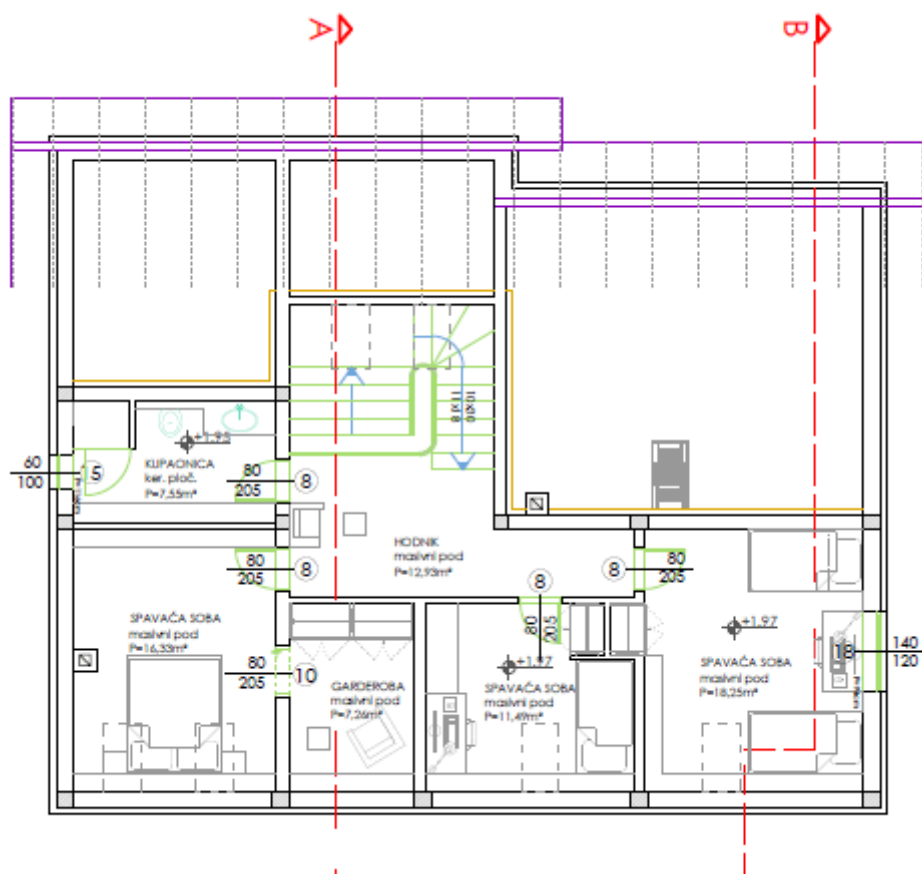 A
B
10X10
11X18
+1.95
60
100
15
KUPAONICA
ker. ploč.
P=7,55m²
80
205
8
HODNIK
masivni pod
P=12,93m²
80
205
8
8
80
205
8
80
205
SPAVAĆA SOBA
masivni pod
P=16,33m²
+1.97
+1.97
140
120
18
80
205
10
GARDEROBA
masivni pod
P=7,26m²
SPAVAĆA SOBA
masivni pod
P=11,49m²
SPAVAĆA SOBA
masivni pod
P=18,25m²